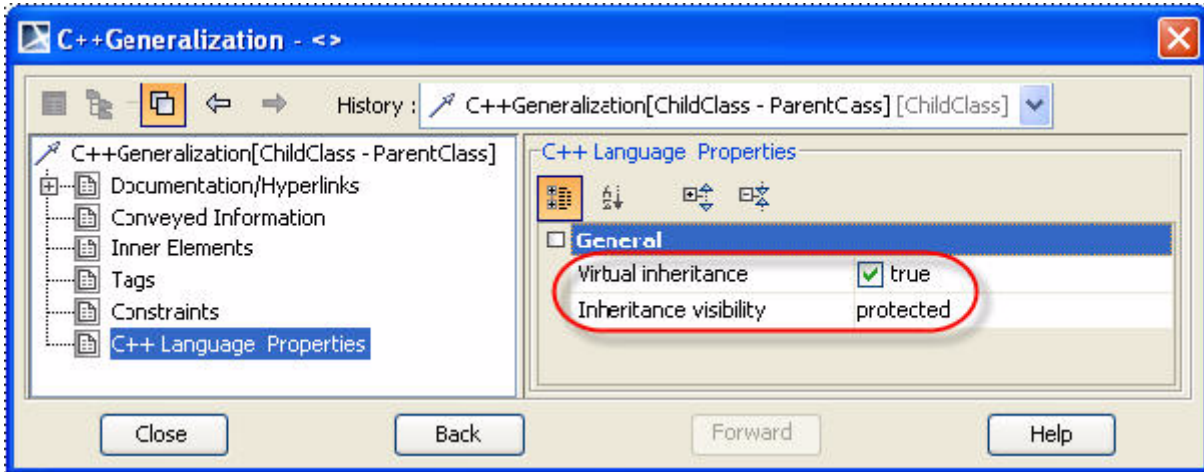 C++Generalization - <>
History : C++Generalization[ChildClass - ParentCass] [ChildClass]
C++Generalization[ChildClass - ParentClass]
Documentation/Hyperlinks
Conveyed Information
Inner Elements
Tags
Constraints
C++ Language Properties
C++ Language Properties
General
Virtual inheritance true
Inheritance visibility protected
Close Back Forward Help